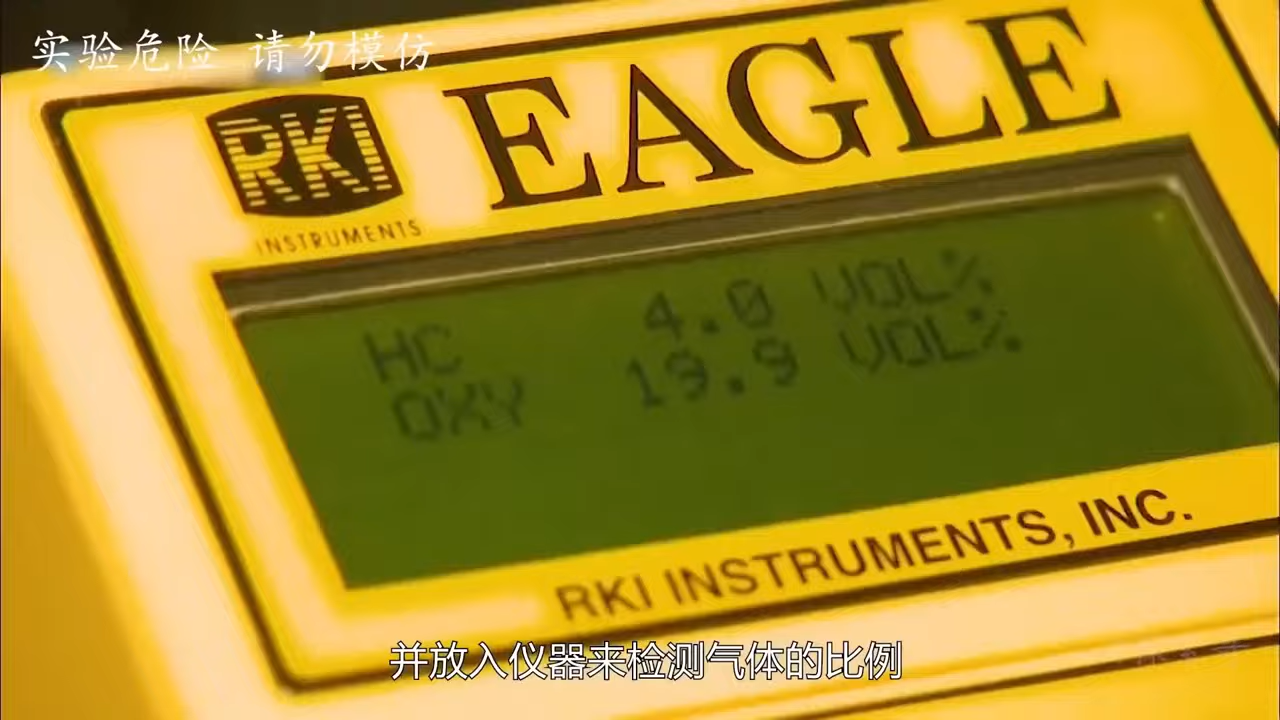 实验危险 请勿模仿
EAGLE
RKI
INSTRUMENTS
HC 4.0 VOL%
OXY 19.9 VOL%
RKI INSTRUMENTS, INC.
并放入仪器来检测气体的比例